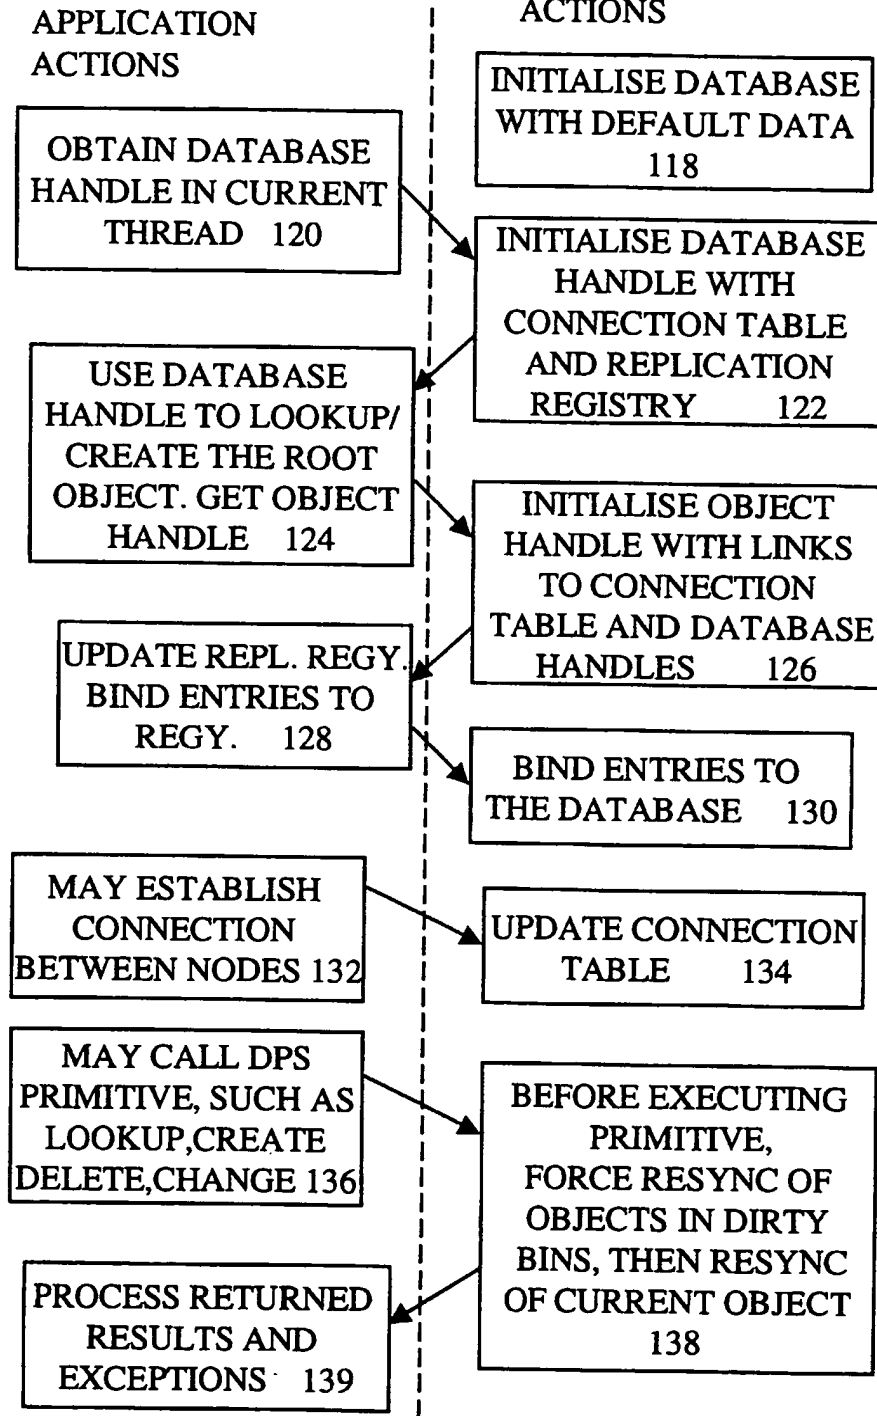 APPLICATION
ACTIONS
ACTIONS
INITIALISE DATABASE
WITH DEFAULT DATA
118
OBTAIN DATABASE
HANDLE IN CURRENT
THREAD 120
INITIALISE DATABASE
HANDLE WITH
CONNECTION TABLE
AND REPLICATION
REGISTRY 122
USE DATABASE
HANDLE TO LOOKUP/
CREATE THE ROOT
OBJECT. GET OBJECT
HANDLE 124
INITIALISE OBJECT
HANDLE WITH LINKS
TO CONNECTION
TABLE AND DATABASE
HANDLES 126
UPDATE REPL. REGY.
BIND ENTRIES TO
REGY. 128
BIND ENTRIES TO
THE DATABASE 130
MAY ESTABLISH
CONNECTION
BETWEEN NODES 132
UPDATE CONNECTION
TABLE 134
MAY CALL DPS
PRIMITIVE, SUCH AS
LOOKUP,CREATE
DELETE,CHANGE 136
BEFORE EXECUTING
PRIMITIVE,
FORCE RESYNC OF
OBJECTS IN DIRTY
BINS, THEN RESYNC
OF CURRENT OBJECT
138
PROCESS RETURNED
RESULTS AND
EXCEPTIONS 139